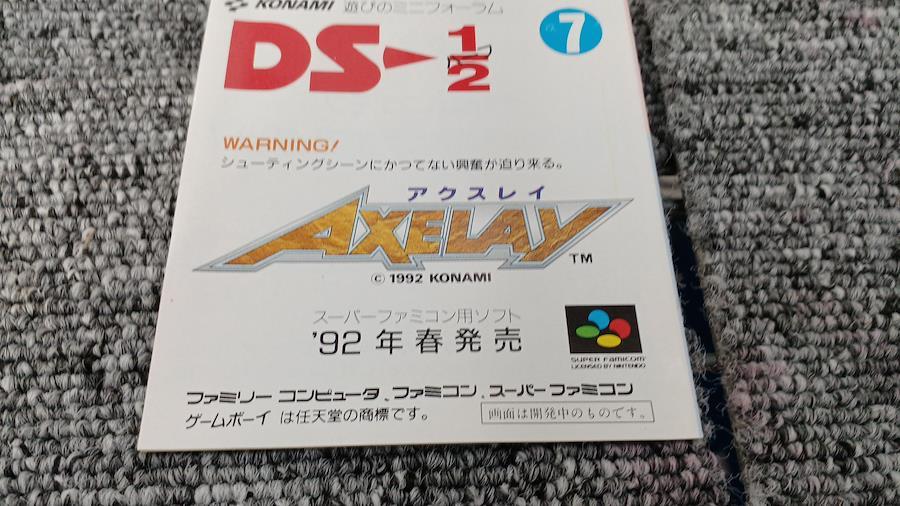 KONAMI 遊びのミニフォーラム
DS 1/2
7
WARNING!
シューティングシーンにかつてない興奮が迫り来る。
アクスレイ
AXELAY TM
© 1992 KONAMI
スーパーファミコン用ソフト
'92年春発売
SUPER FAMICOM
LICENSED BY NINTENDO
ファミリー コンピュータ、ファミコン、スーパーファミコン
ゲームボーイ は任天堂の商標です。
画面は開発中のものです。